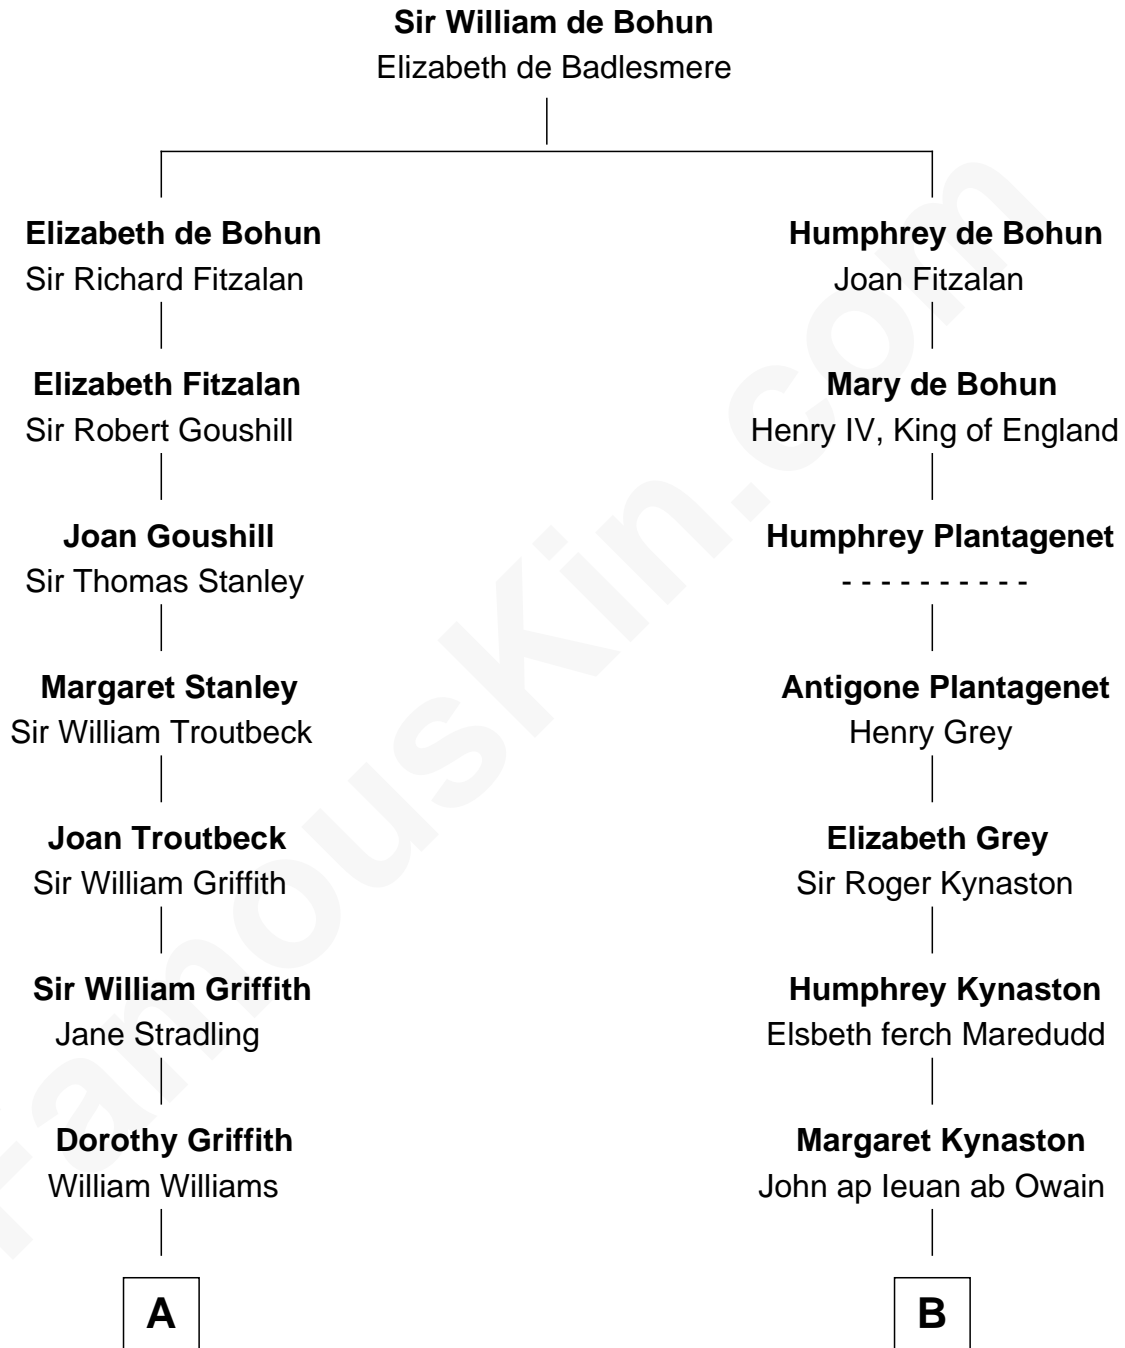 Sir William de Bohun
Elizabeth de Badlesmere
Elizabeth de Bohun
Sir Richard Fitzalan
Humphrey de Bohun
Joan Fitzalan
Elizabeth Fitzalan
Sir Robert Goushill
Mary de Bohun
Henry IV, King of England
Joan Goushill
Sir Thomas Stanley
Humphrey Plantagenet
- - - - - - - - - -
Margaret Stanley
Sir William Troutbeck
Antigone Plantagenet
Henry Grey
Joan Troutbeck
Sir William Griffith
Elizabeth Grey
Sir Roger Kynaston
Sir William Griffith
Jane Stradling
Humphrey Kynaston
Elsbeth ferch Maredudd
Dorothy Griffith
William Williams
Margaret Kynaston
John ap Ieuan ab Owain
A
B
FamousKin.com